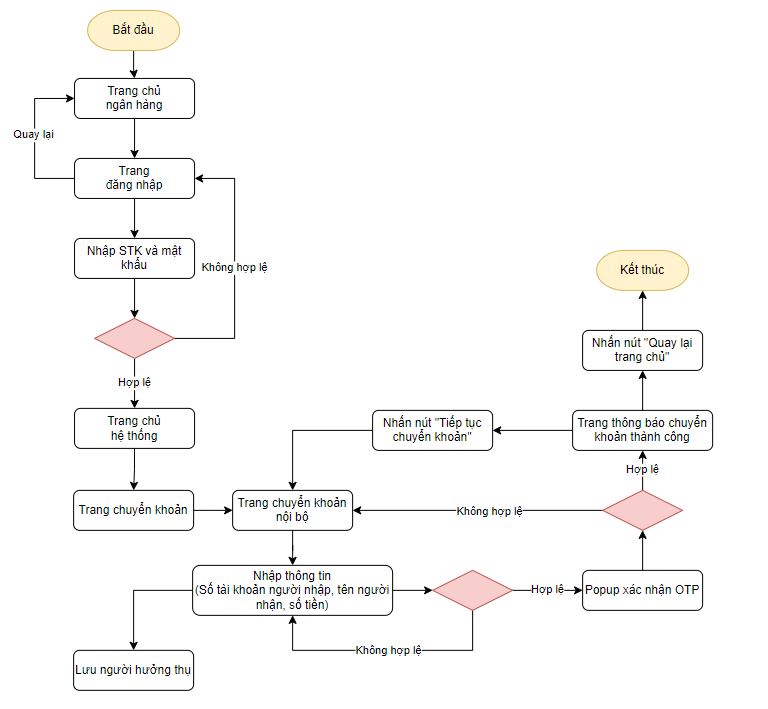 Bắt đầu
Trang chủ
ngân hàng
Quay lại
Trang
đăng nhập
Nhập STK và mật
khẩu
Không hợp lệ
Hợp lệ
Trang chủ
hệ thống
Trang chuyển khoản
Trang chuyển khoản
nội bộ
Nhập thông tin
(Số tài khoản người nhập, tên người
nhận, số tiền)
Lưu người hưởng thụ
Không hợp lệ
Hợp lệ
Popup xác nhận OTP
Không hợp lệ
Hợp lệ
Trang thông báo chuyển
khoản thành công
Nhấn nút "Tiếp tục
chuyển khoản"
Nhấn nút "Quay lại
trang chủ"
Kết thúc